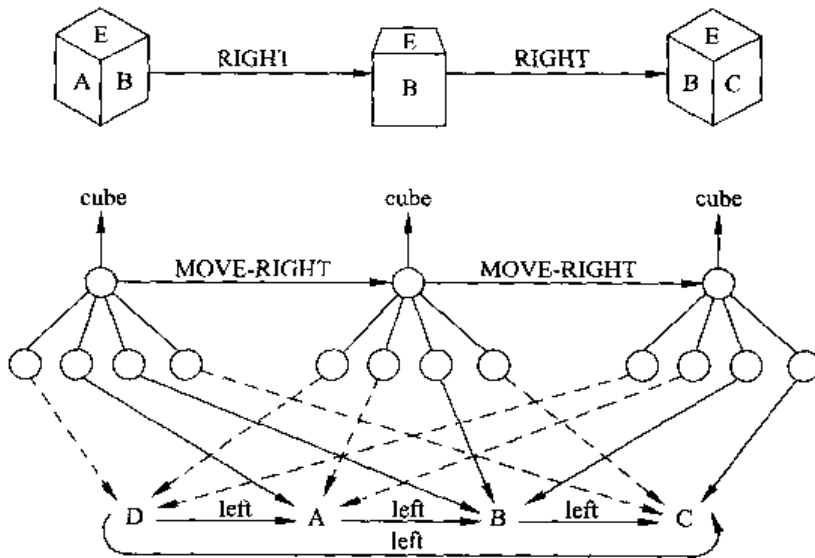 E E E
A B RIGHT B RIGHT B C
cube cube cube
MOVE-RIGHT MOVE-RIGHT
D left A left B left C
left